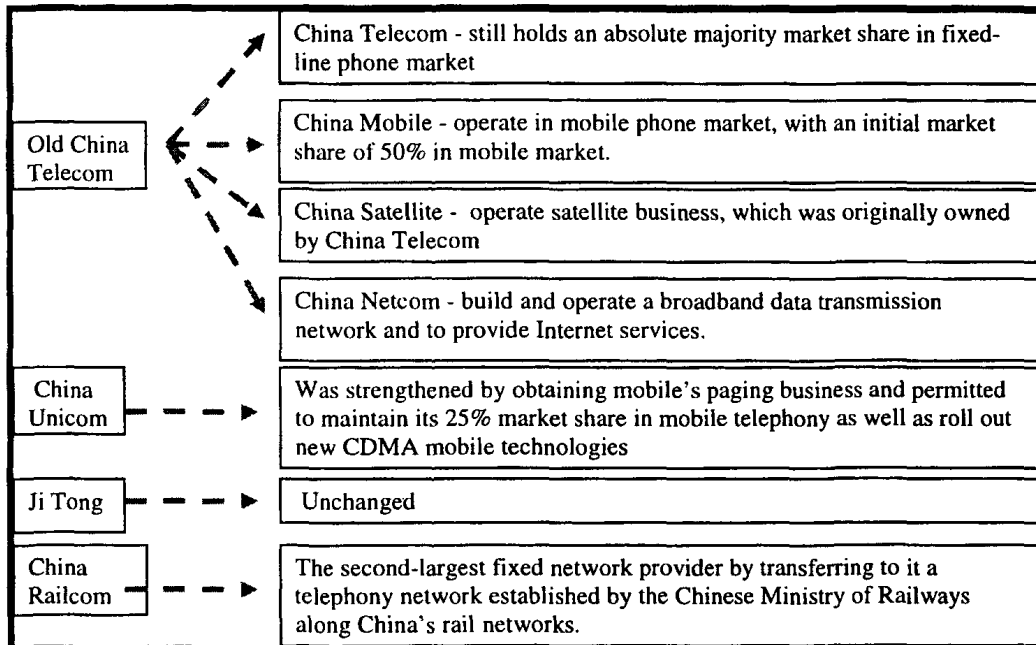 China Telecom - still holds an absolute majority market share in fixed-
line phone market
Old China
Telecom
China Mobile - operate in mobile phone market, with an initial market
share of 50% in mobile market.
China Satellite - operate satellite business, which was originally owned
by China Telecom
China Netcom - build and operate a broadband data transmission
network and to provide Internet services.
China
Unicom
Was strengthened by obtaining mobile's paging business and permitted
to maintain its 25% market share in mobile telephony as well as roll out
new CDMA mobile technologies
Ji Tong
Unchanged
China
Railcom
The second-largest fixed network provider by transferring to it a
telephony network established by the Chinese Ministry of Railways
along China's rail networks.